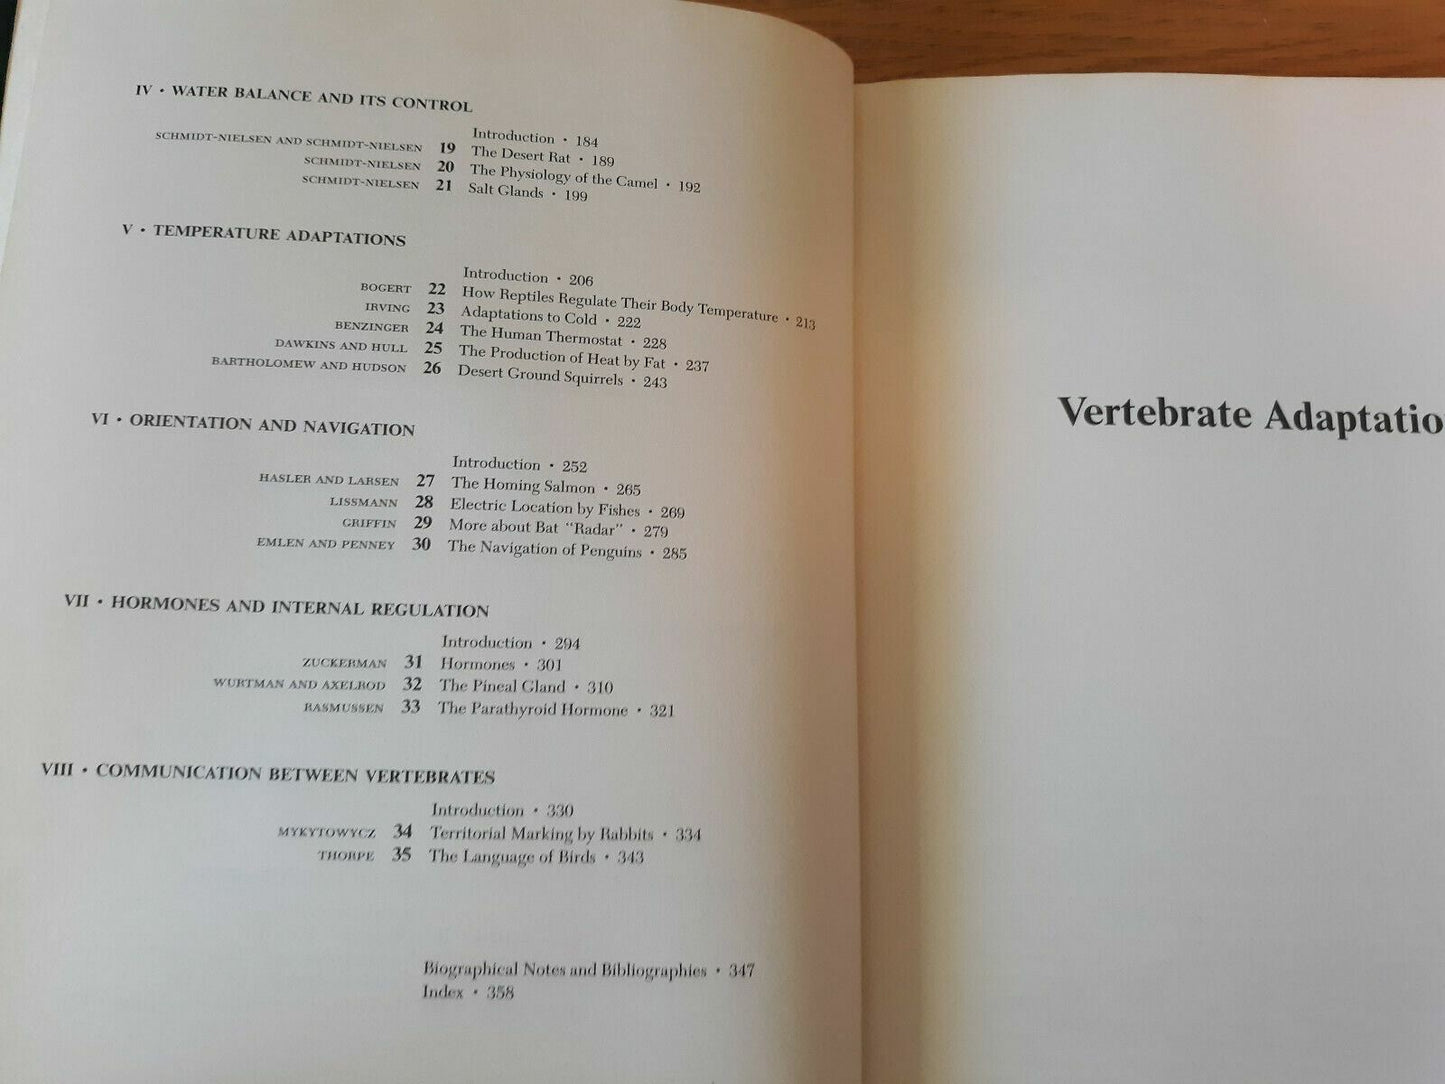 IV · WATER BALANCE AND ITS CONTROL
Introduction · 184
SCHMIDT-NIELSEN AND SCHMIDT-NIELSEN 19 The Desert Rat · 189
SCHMIDT-NIELSEN 20 The Physiology of the Camel · 192
SCHMIDT-NIELSEN 21 Salt Glands · 199
V · TEMPERATURE ADAPTATIONS
Introduction · 206
BOGERT 22 How Reptiles Regulate Their Body Temperature · 213
IRVING 23 Adaptations to Cold · 222
BENZINGER 24 The Human Thermostat · 228
DAWKINS AND HULL 25 The Production of Heat by Fat · 237
BARTHOLOMEW AND HUDSON 26 Desert Ground Squirrels · 243
VI · ORIENTATION AND NAVIGATION
Introduction · 252
HASLER AND LARSEN 27 The Homing Salmon · 265
LISSMANN 28 Electric Location by Fishes · 269
GRIFFIN 29 More about Bat "Radar" · 279
EMLEN AND PENNEY 30 The Navigation of Penguins · 285
VII · HORMONES AND INTERNAL REGULATION
Introduction · 294
ZUCKERMAN 31 Hormones · 301
WURTMAN AND AXELROD 32 The Pineal Gland · 310
RASMUSSEN 33 The Parathyroid Hormone · 321
VIII · COMMUNICATION BETWEEN VERTEBRATES
Introduction · 330
MYKYTOWYCZ 34 Territorial Marking by Rabbits · 334
THORPE 35 The Language of Birds · 343
Biographical Notes and Bibliographies · 347
Index · 358
Vertebrate Adaptatio